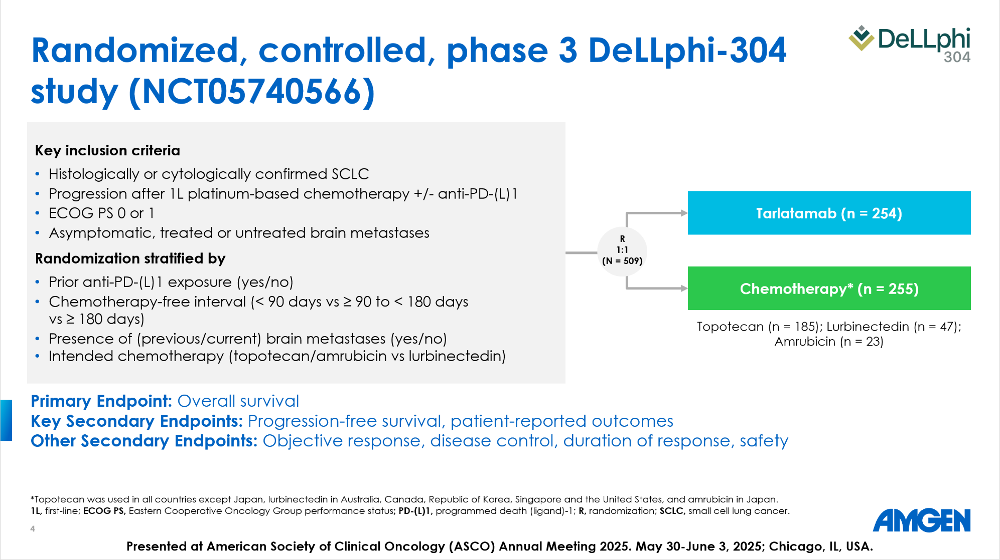 Randomized, controlled, phase 3 DeLLphi-304
study (NCT05740566)
DeLLphi
304
Key inclusion criteria
• Histologically or cytologically confirmed SCLC
• Progression after 1L platinum-based chemotherapy +/- anti-PD-(L)1
• ECOG PS 0 or 1
• Asymptomatic, treated or untreated brain metastases
Randomization stratified by
• Prior anti-PD-(L)1 exposure (yes/no)
• Chemotherapy-free interval (< 90 days vs ≥ 90 to < 180 days
vs ≥ 180 days)
• Presence of (previous/current) brain metastases (yes/no)
• Intended chemotherapy (topotecan/amrubicin vs lurbinectedin)
R
1:1
(N = 509)
Tarlatamab (n = 254)
Chemotherapy* (n = 255)
Topotecan (n = 185); Lurbinectedin (n = 47);
Amrubicin (n = 23)
Primary Endpoint: Overall survival
Key Secondary Endpoints: Progression-free survival, patient-reported outcomes
Other Secondary Endpoints: Objective response, disease control, duration of response, safety
*Topotecan was used in all countries except Japan, lurbinectedin in Australia, Canada, Republic of Korea, Singapore and the United States, and amrubicin in Japan.
1L, first-line; ECOG PS, Eastern Cooperative Oncology Group performance status; PD-(L)1, programmed death (ligand)-1; R, randomization; SCLC, small cell lung cancer.
4
AMGEN
Presented at American Society of Clinical Oncology (ASCO) Annual Meeting 2025. May 30-June 3, 2025; Chicago, IL, USA.